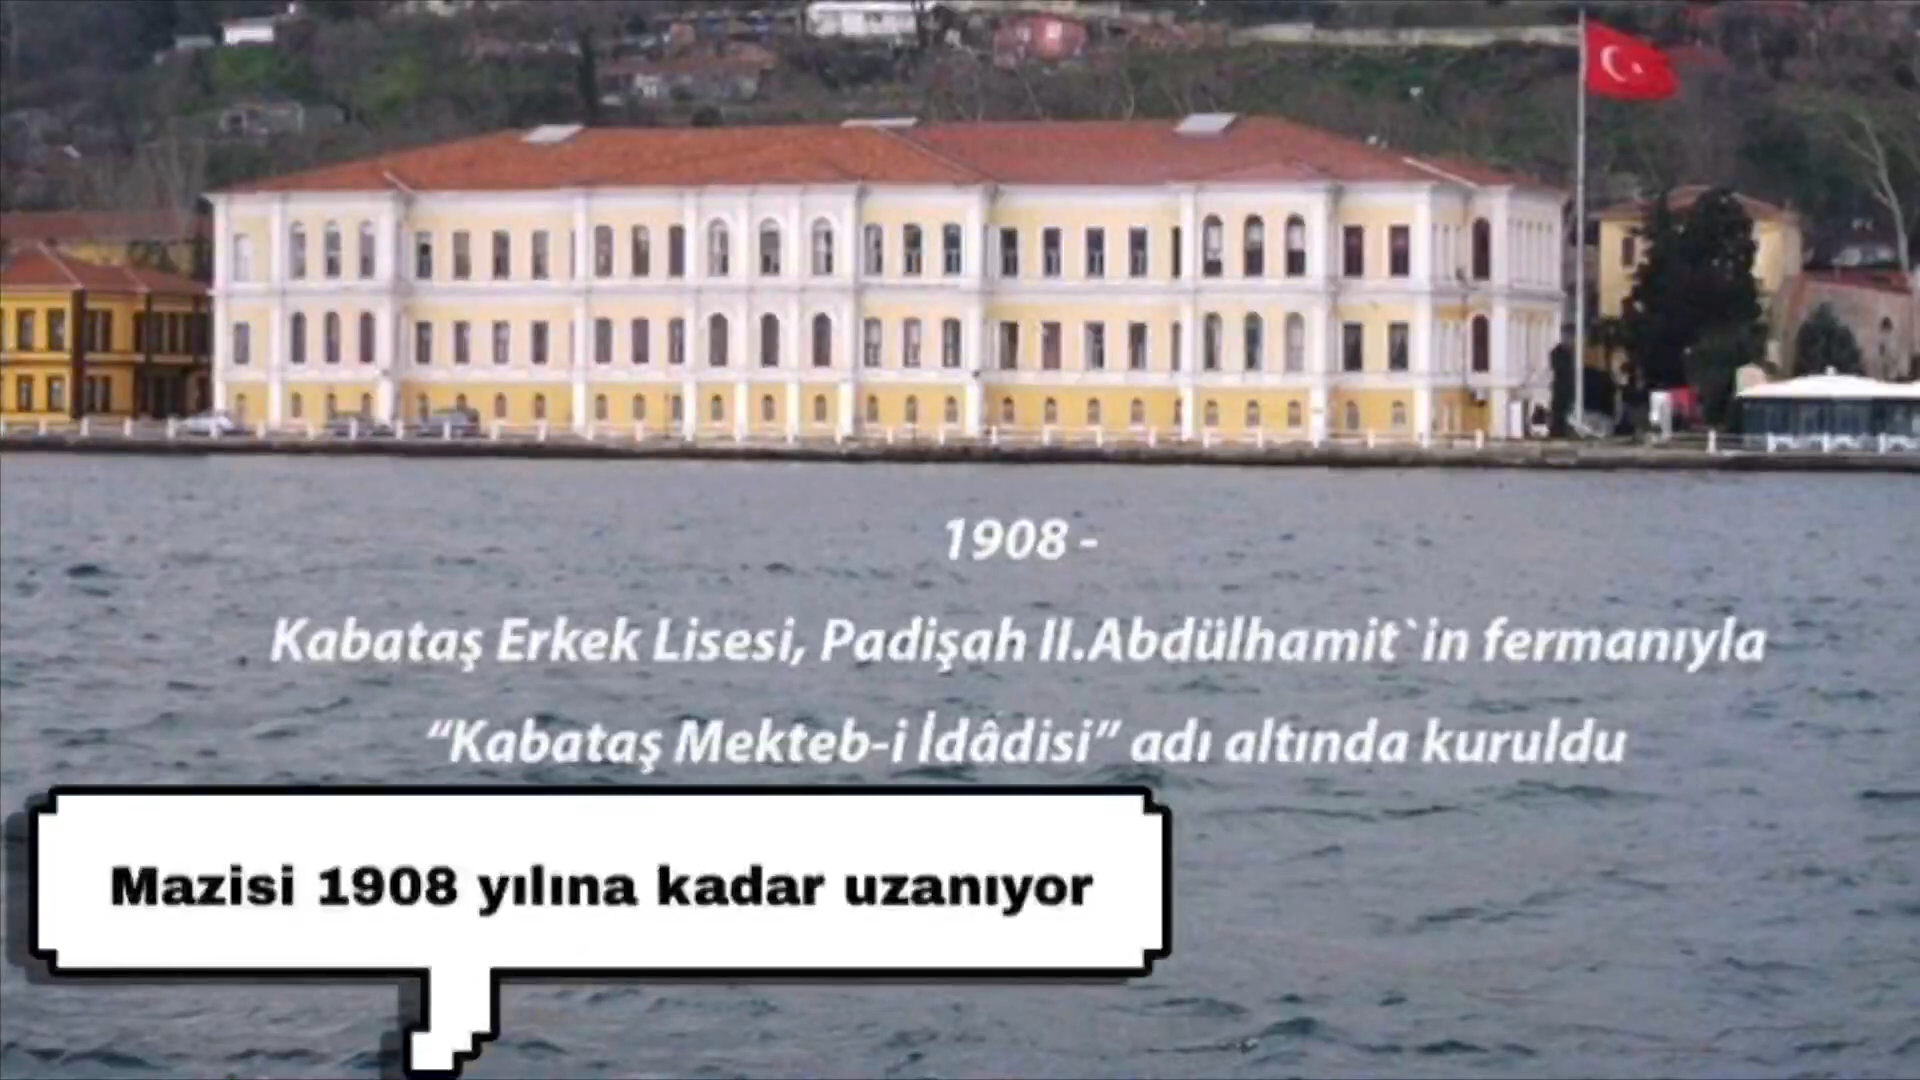 1908 -
Kabataş Erkek Lisesi, Padişah II.Abdülhamit`in fermanıyla
“Kabataş Mekteb-i İdâdisi” adı altında kuruldu
Mazisi 1908 yılına kadar uzanıyor